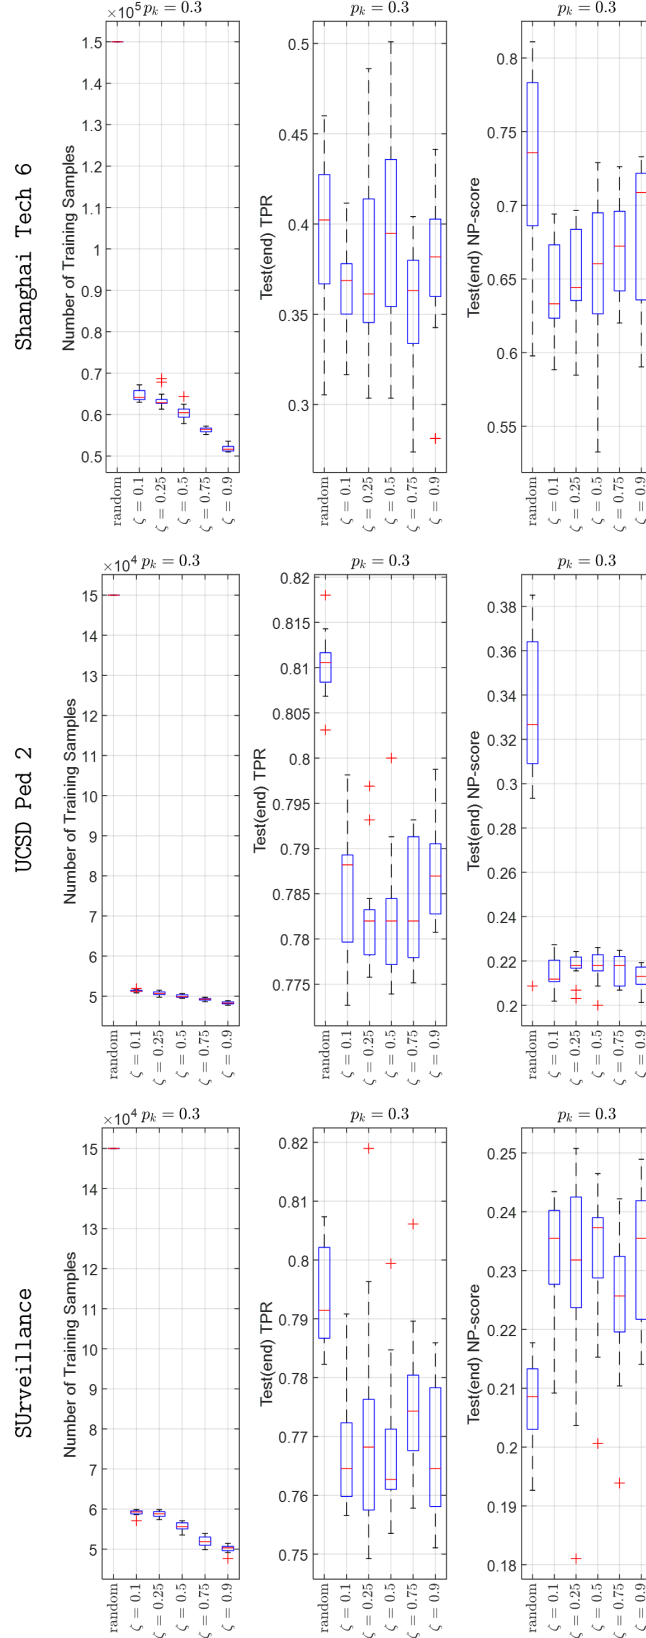 Shanghai Tech 6
×10⁵ p_k = 0.3
Number of Training Samples
1.5
1.4
1.3
1.2
1.1
1
0.9
0.8
0.7
0.6
0.5
random
ζ = 0.1
ζ = 0.25
ζ = 0.5
ζ = 0.75
ζ = 0.9
p_k = 0.3
Test(end) TPR
0.5
0.45
0.4
0.35
0.3
random
ζ = 0.1
ζ = 0.25
ζ = 0.5
ζ = 0.75
ζ = 0.9
p_k = 0.3
Test(end) NP-score
0.8
0.75
0.7
0.65
0.6
0.55
random
ζ = 0.1
ζ = 0.25
ζ = 0.5
ζ = 0.75
ζ = 0.9
UCSD Ped 2
×10⁴ p_k = 0.3
Number of Training Samples
15
14
13
12
11
10
9
8
7
6
5
random
ζ = 0.1
ζ = 0.25
ζ = 0.5
ζ = 0.75
ζ = 0.9
p_k = 0.3
Test(end) TPR
0.82
0.815
0.81
0.805
0.8
0.795
0.79
0.785
0.78
0.775
random
ζ = 0.1
ζ = 0.25
ζ = 0.5
ζ = 0.75
ζ = 0.9
p_k = 0.3
Test(end) NP-score
0.38
0.36
0.34
0.32
0.3
0.28
0.26
0.24
0.22
0.2
random
ζ = 0.1
ζ = 0.25
ζ = 0.5
ζ = 0.75
ζ = 0.9
SUrveillance
×10⁴ p_k = 0.3
Number of Training Samples
15
14
13
12
11
10
9
8
7
6
5
random
ζ = 0.1
ζ = 0.25
ζ = 0.5
ζ = 0.75
ζ = 0.9
p_k = 0.3
Test(end) TPR
0.82
0.81
0.8
0.79
0.78
0.77
0.76
0.75
random
ζ = 0.1
ζ = 0.25
ζ = 0.5
ζ = 0.75
ζ = 0.9
p_k = 0.3
Test(end) NP-score
0.25
0.24
0.23
0.22
0.21
0.2
0.19
0.18
random
ζ = 0.1
ζ = 0.25
ζ = 0.5
ζ = 0.75
ζ = 0.9